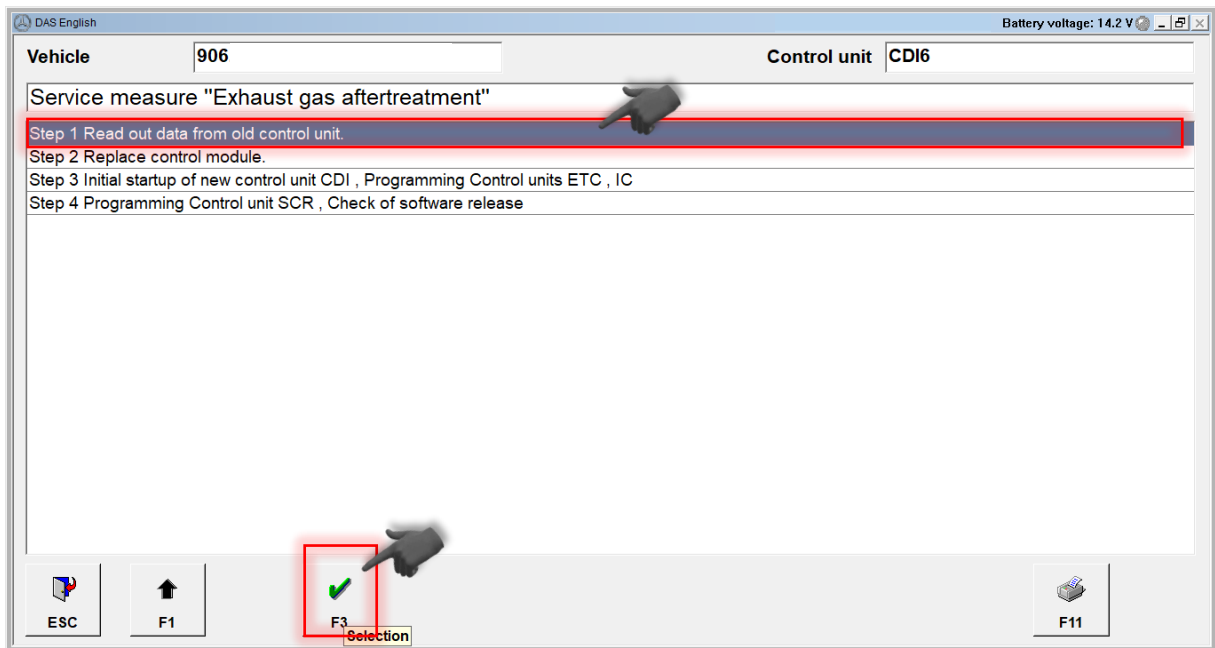 DAS English Battery voltage: 14.2 V
Vehicle 906 Control unit CDI6
Service measure "Exhaust gas aftertreatment"
Step 1 Read out data from old control unit.
Step 2 Replace control module.
Step 3 Initial startup of new control unit CDI , Programming Control units ETC , IC
Step 4 Programming Control unit SCR , Check of software release
ESC F1 F3 F11
Selection